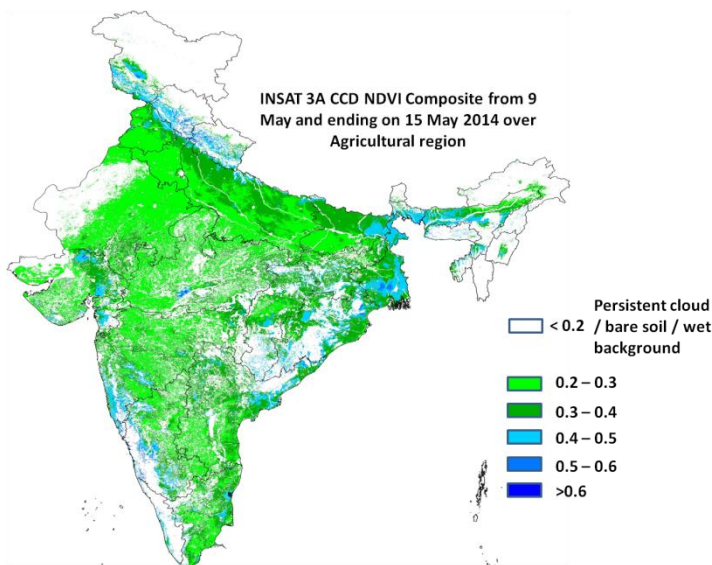 INSAT 3A CCD NDVI Composite from 9
May and ending on 15 May 2014 over
Agricultural region
< 0.2 Persistent cloud
/ bare soil / wet
background
0.2 – 0.3
0.3 – 0.4
0.4 – 0.5
0.5 – 0.6
>0.6